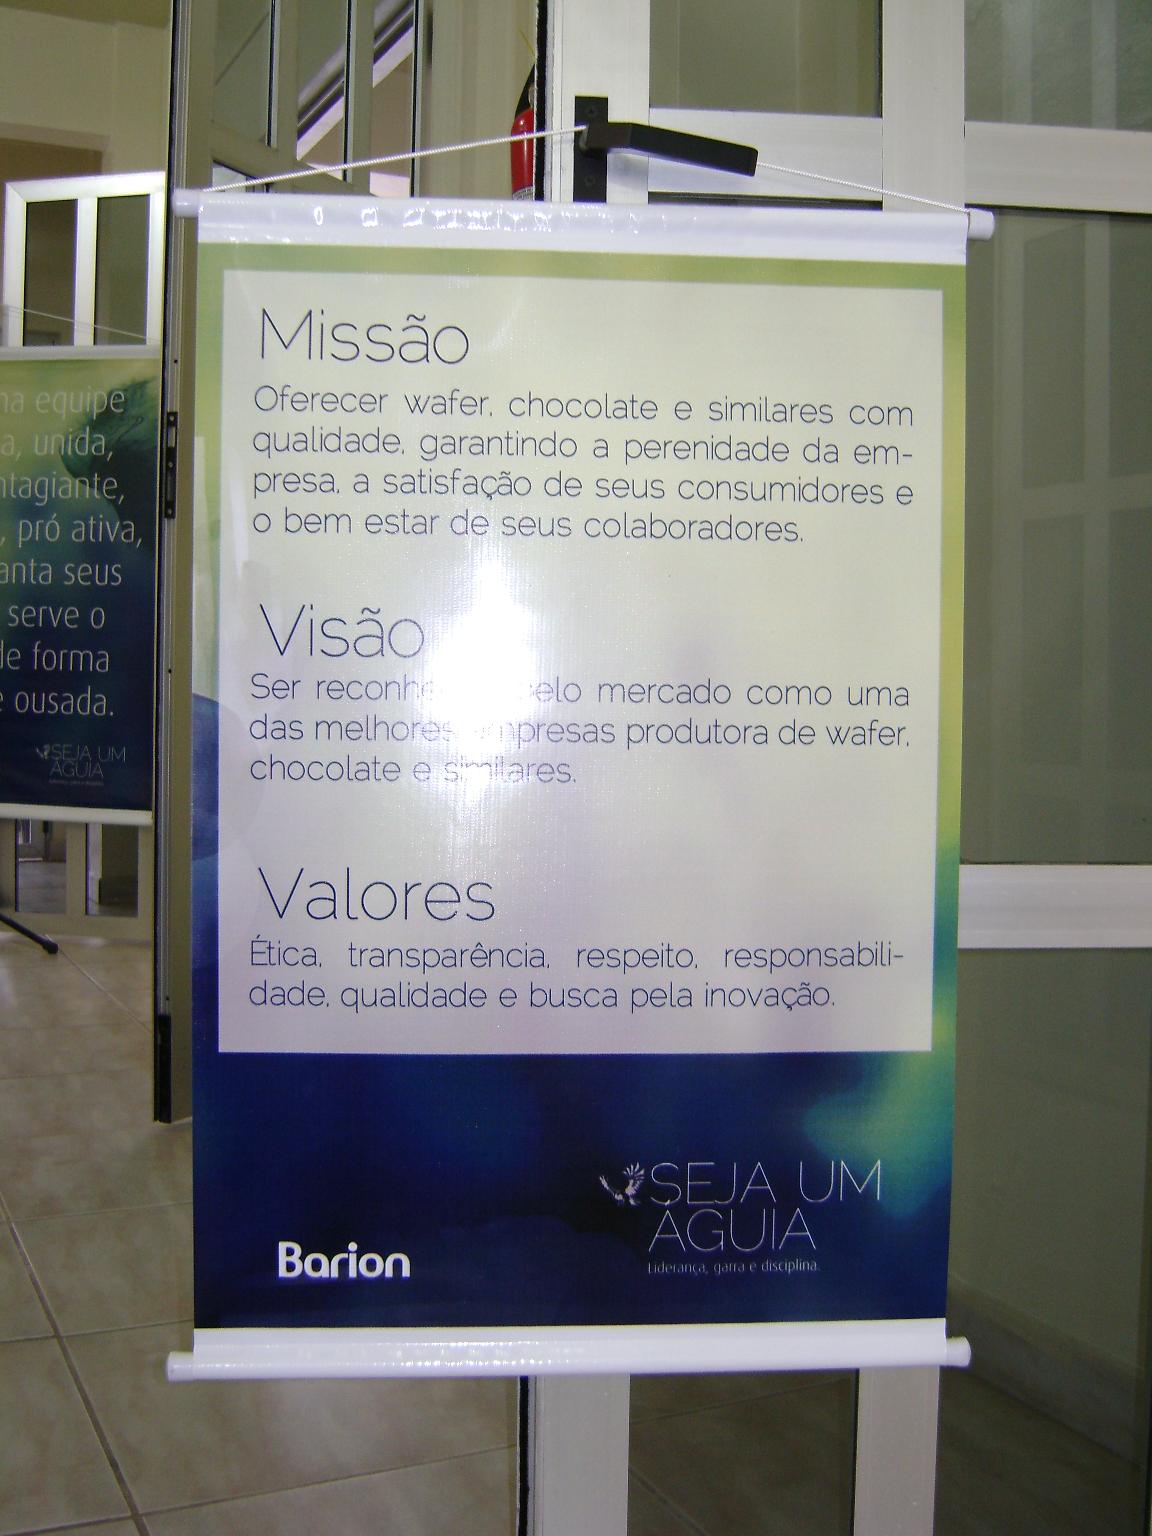 Missão
Oferecer wafer, chocolate e similares com
qualidade, garantindo a perenidade da em-
presa, a satisfação de seus consumidores e
o bem estar de seus colaboradores.
Visão
Ser reconhe elo mercado como uma
das melhores empresas produtora de wafer,
chocolate e similares.
Valores
Ética, transparência, respeito, responsabili-
dade, qualidade e busca pela inovação.
SEJA UM
ÁGUIA
Liderança, garra e disciplina.
Barion
na equipe
a, unida,
ntagiante,
, pró ativa,
anta seus
serve o
de forma
e ousada.
SEJA UM
ÁGUIA